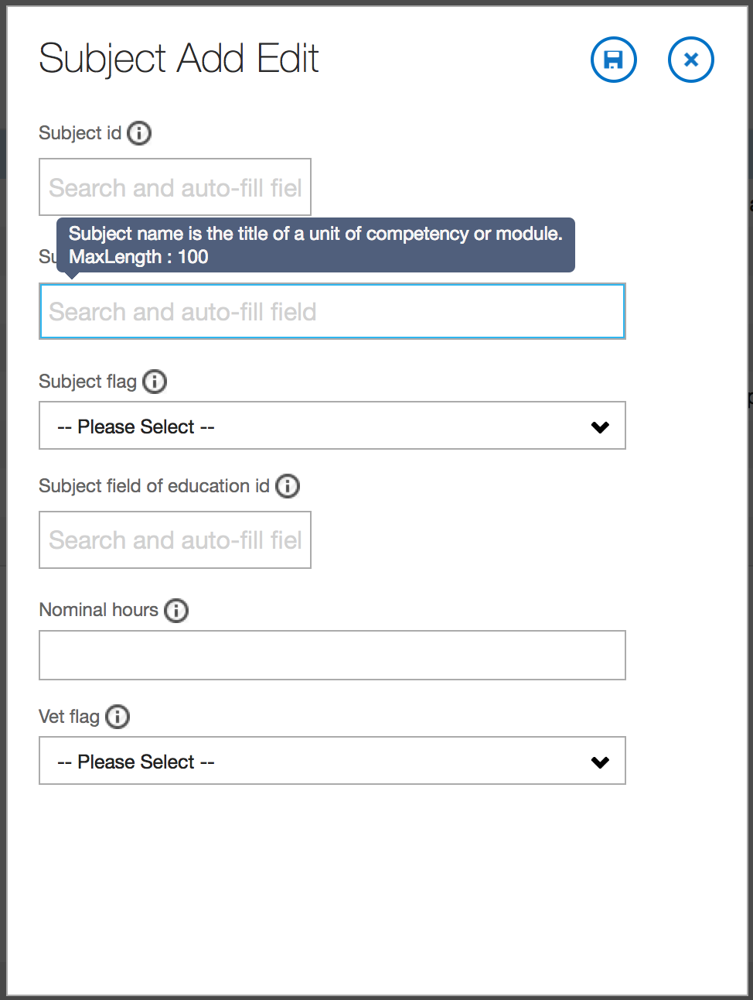 Subject Add Edit
Subject id
Search and auto-fill fiel
Subject name is the title of a unit of competency or module.
MaxLength : 100
Search and auto-fill field
Subject flag
-- Please Select --
Subject field of education id
Search and auto-fill fiel
Nominal hours
Vet flag
-- Please Select --